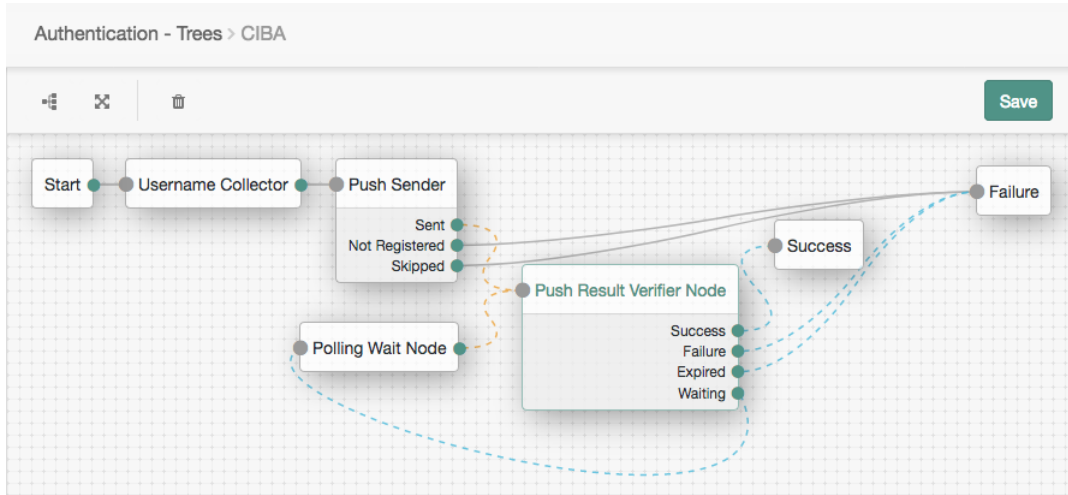 Authentication - Trees > CIBA
Save
Start
Username Collector
Push Sender
Sent
Not Registered
Skipped
Failure
Success
Push Result Verifier Node
Success
Failure
Expired
Waiting
Polling Wait Node